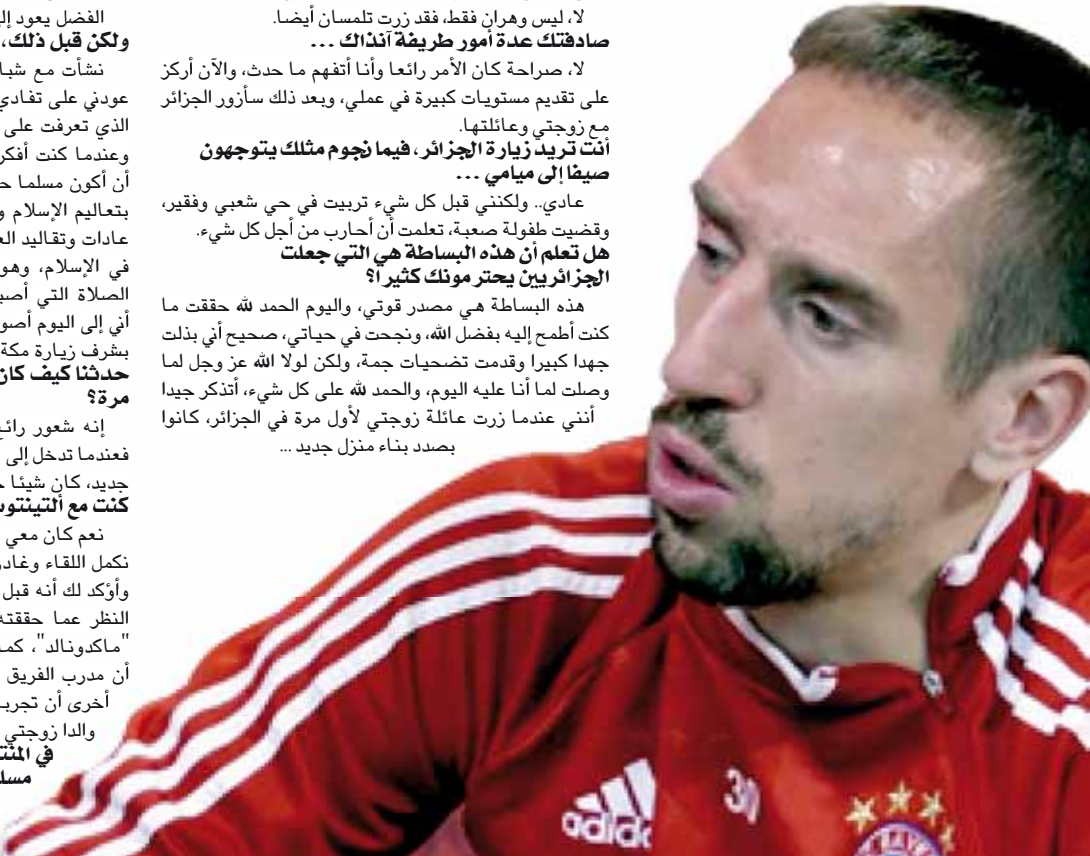 لا، ليس وهران فقط، فقد زرت تلمسان أيضا.
صادفتك عدة أمور طريفة آنذاك ...
لا، صراحة كان الأمر رائعا وأنا أتفهم ما حدث، والآن أركز
على تقديم مستويات كبيرة في عملي، وبعد ذلك سأزور الجزائر
مع زوجتي وعائلتها.
أنت تريد زيارة الجزائر، فيما نجوم مثلك يتوجهون
صيفا إلى ميامي ...
عادي.. ولكنني قبل كل شيء تربيت في حي شعبي وفقير،
وقضيت طفولة صعبة، تعلمت أن أحارب من أجل كل شيء.
هل تعلم أن هذه البساطة هي التي جعلت
الجزائريين يحترمونك كثيرا؟
هذه البساطة هي مصدر قوتي، واليوم الحمد لله حققت ما
كنت أطمح إليه بفضل الله، ونجحت في حياتي، صحيح أني بذلت
جهدا كبيرا وقدمت تضحيات جمة، ولكن لولا الله عز وجل لما
وصلت لما أنا عليه اليوم، والحمد لله على كل شيء، أتذكر جيدا
أنني عندما زرت عائلة زوجتي لأول مرة في الجزائر، كانوا
بصدد بناء منزل جديد ...
الفضل يعود
ولكن قبل ذلك،
نشأت مع
عودني على تفادي
الذي تعرفت على
وعندما كنت أفكر
أن أكون مسلما
بتعاليم الإسلام
عادات وتقاليد
في الإسلام، وهو
الصلاة التي
أني إلى اليوم
بشرف زيارة مكة
حدثنا كيف كان
مرة؟
إنه شعور
فعندما تدخل إلى
جديد، كان شيئا
كنت مع
نعم كان معي
نكمل اللقاء
وأؤكد لك أنه قبل
النظر عما حققته
"ماكدونالد"،
أن مدرب الفريق
أخرى أن
والدا زوجتي
في
adidas
30